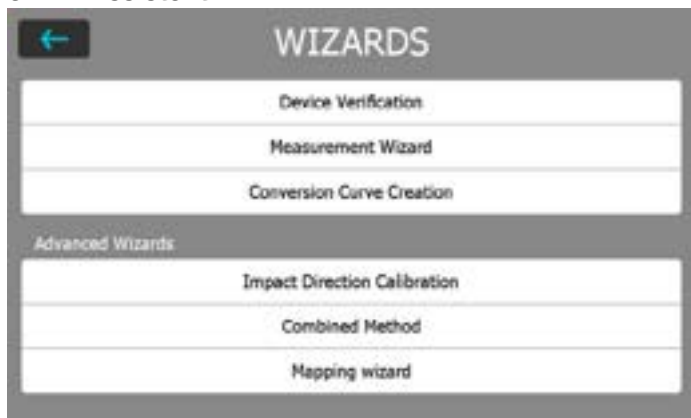 WIZARDS
Device Verification
Measurement Wizard
Conversion Curve Creation
Advanced Wizards
Impact Direction Calibration
Combined Method
Mapping wizard